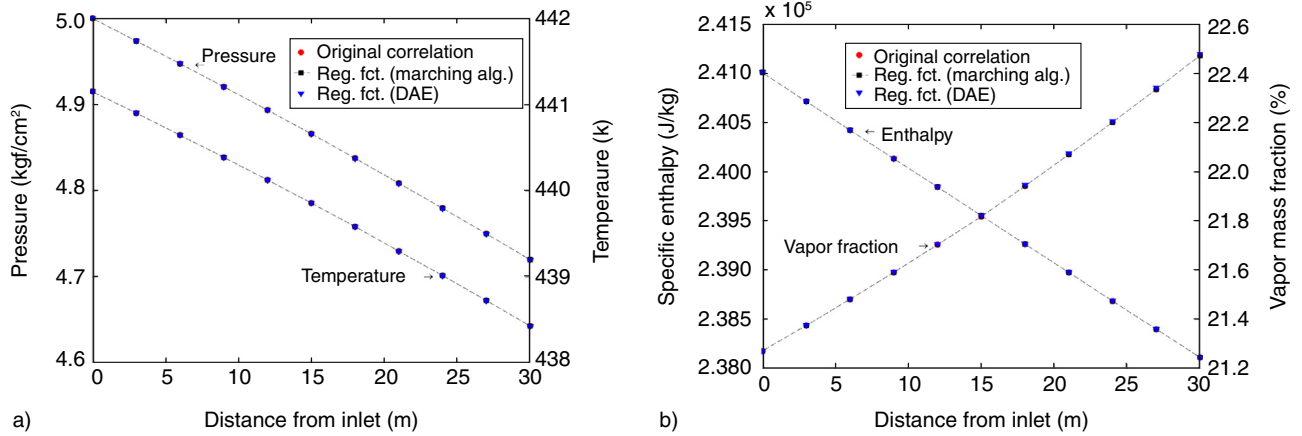 5.0
4.9
4.8
4.7
4.6
Pressure (kgf/cm²)
442
441
440
439
438
Temperaure (k)
Pressure
Original correlation
Reg. fct. (marching alg.)
Reg. fct. (DAE)
Temperature
0 5 10 15 20 25 30
Distance from inlet (m)
a)
x 10⁵
2.415
2.410
2.405
2.400
2.395
2.390
2.385
2.380
Specific enthalpy (J/kg)
22.6
22.4
22.2
22.0
21.8
21.6
21.4
21.2
Vapor mass fraction (%)
Original correlation
Reg. fct. (marching alg.)
Reg. fct. (DAE)
Enthalpy
Vapor fraction
0 5 10 15 20 25 30
Distance from inlet (m)
b)